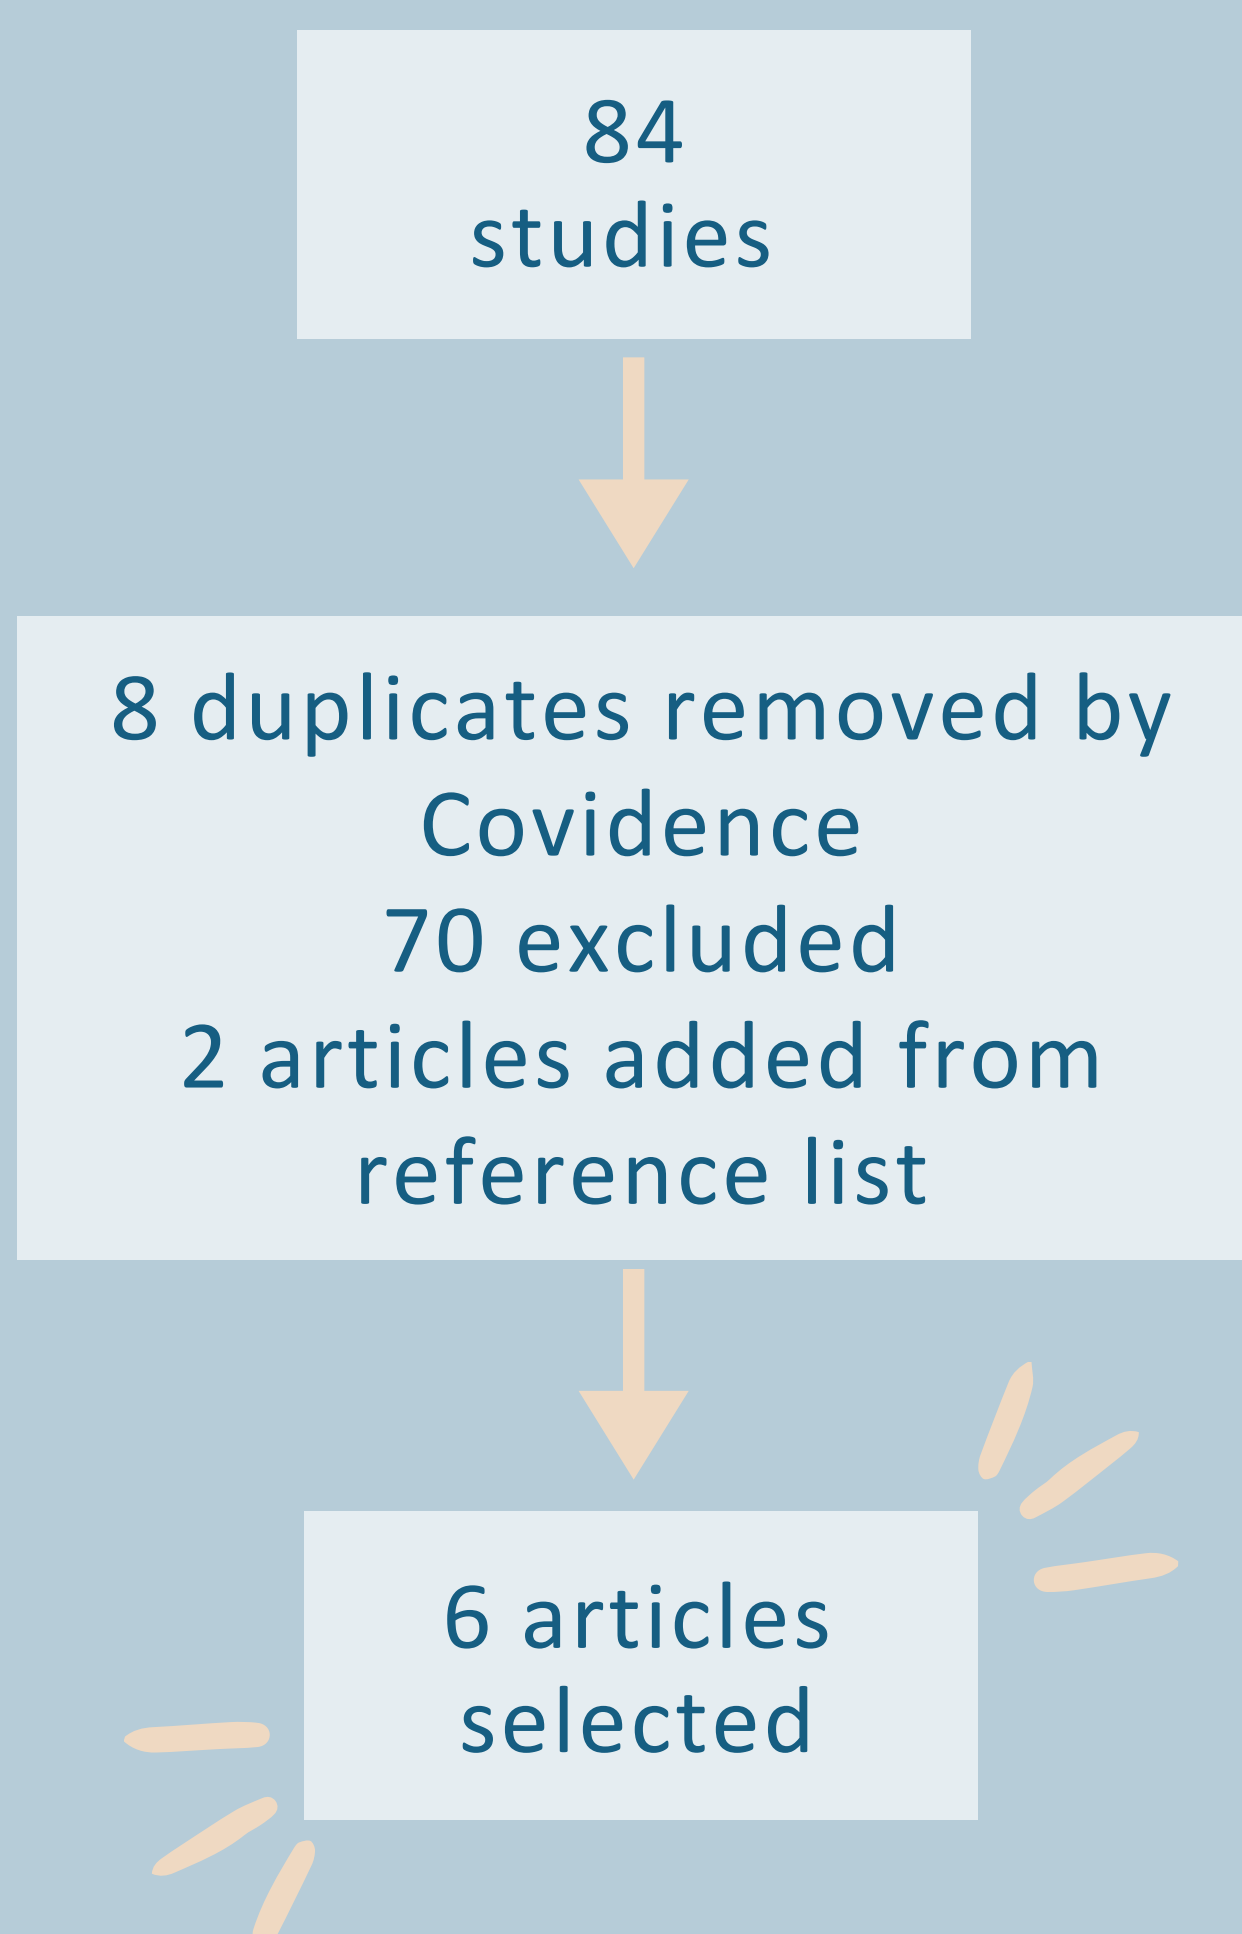 84
studies
8 duplicates removed by
Covidence
70 excluded
2 articles added from
reference list
6 articles
selected